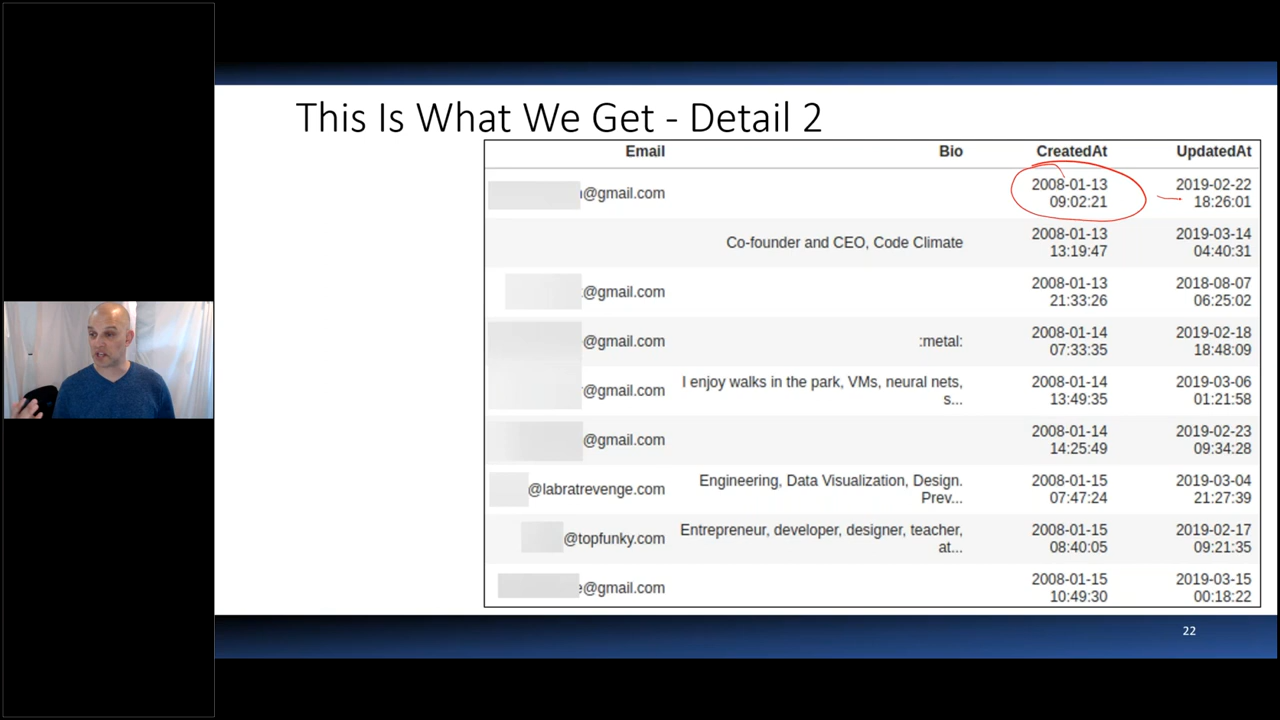 This Is What We Get - Detail 2
Email Bio CreatedAt UpdatedAt
@gmail.com 2008-01-13 2019-02-22
09:02:21 18:26:01
Co-founder and CEO, Code Climate 2008-01-13 2019-03-14
13:19:47 04:40:31
@gmail.com 2008-01-13 2018-08-07
21:33:26 06:25:02
@gmail.com :metal: 2008-01-14 2019-02-18
07:33:35 18:48:09
@gmail.com I enjoy walks in the park, VMs, neural nets, 2008-01-14 2019-03-06
s... 13:49:35 01:21:58
@gmail.com 2008-01-14 2019-02-23
14:25:49 09:34:28
@labratrevenge.com Engineering, Data Visualization, Design. 2008-01-15 2019-03-04
Prev... 07:47:24 21:27:39
@topfunky.com Entrepreneur, developer, designer, teacher, 2008-01-15 2019-02-17
at... 08:40:05 09:21:35
e@gmail.com 2008-01-15 2019-03-15
10:49:30 00:18:22
22